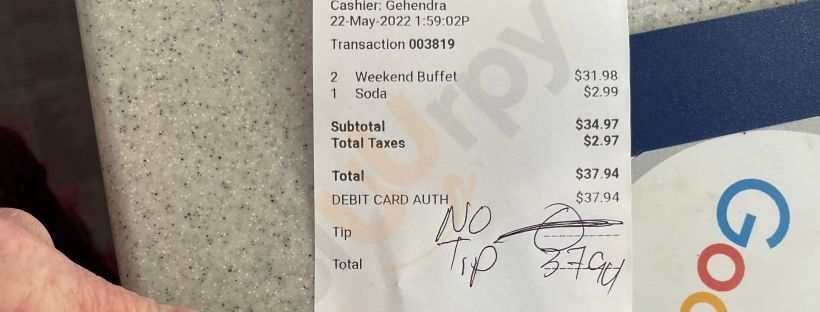 Cashier: Gehendra
22-May-2022 1:59:02P
Transaction 003819
2 Weekend Buffet $31.98
1 Soda $2.99
Subtotal $34.97
Total Taxes $2.97
Total $37.94
DEBIT CARD AUTH $37.94
Tip NO
Total Tip 37.94
Goo